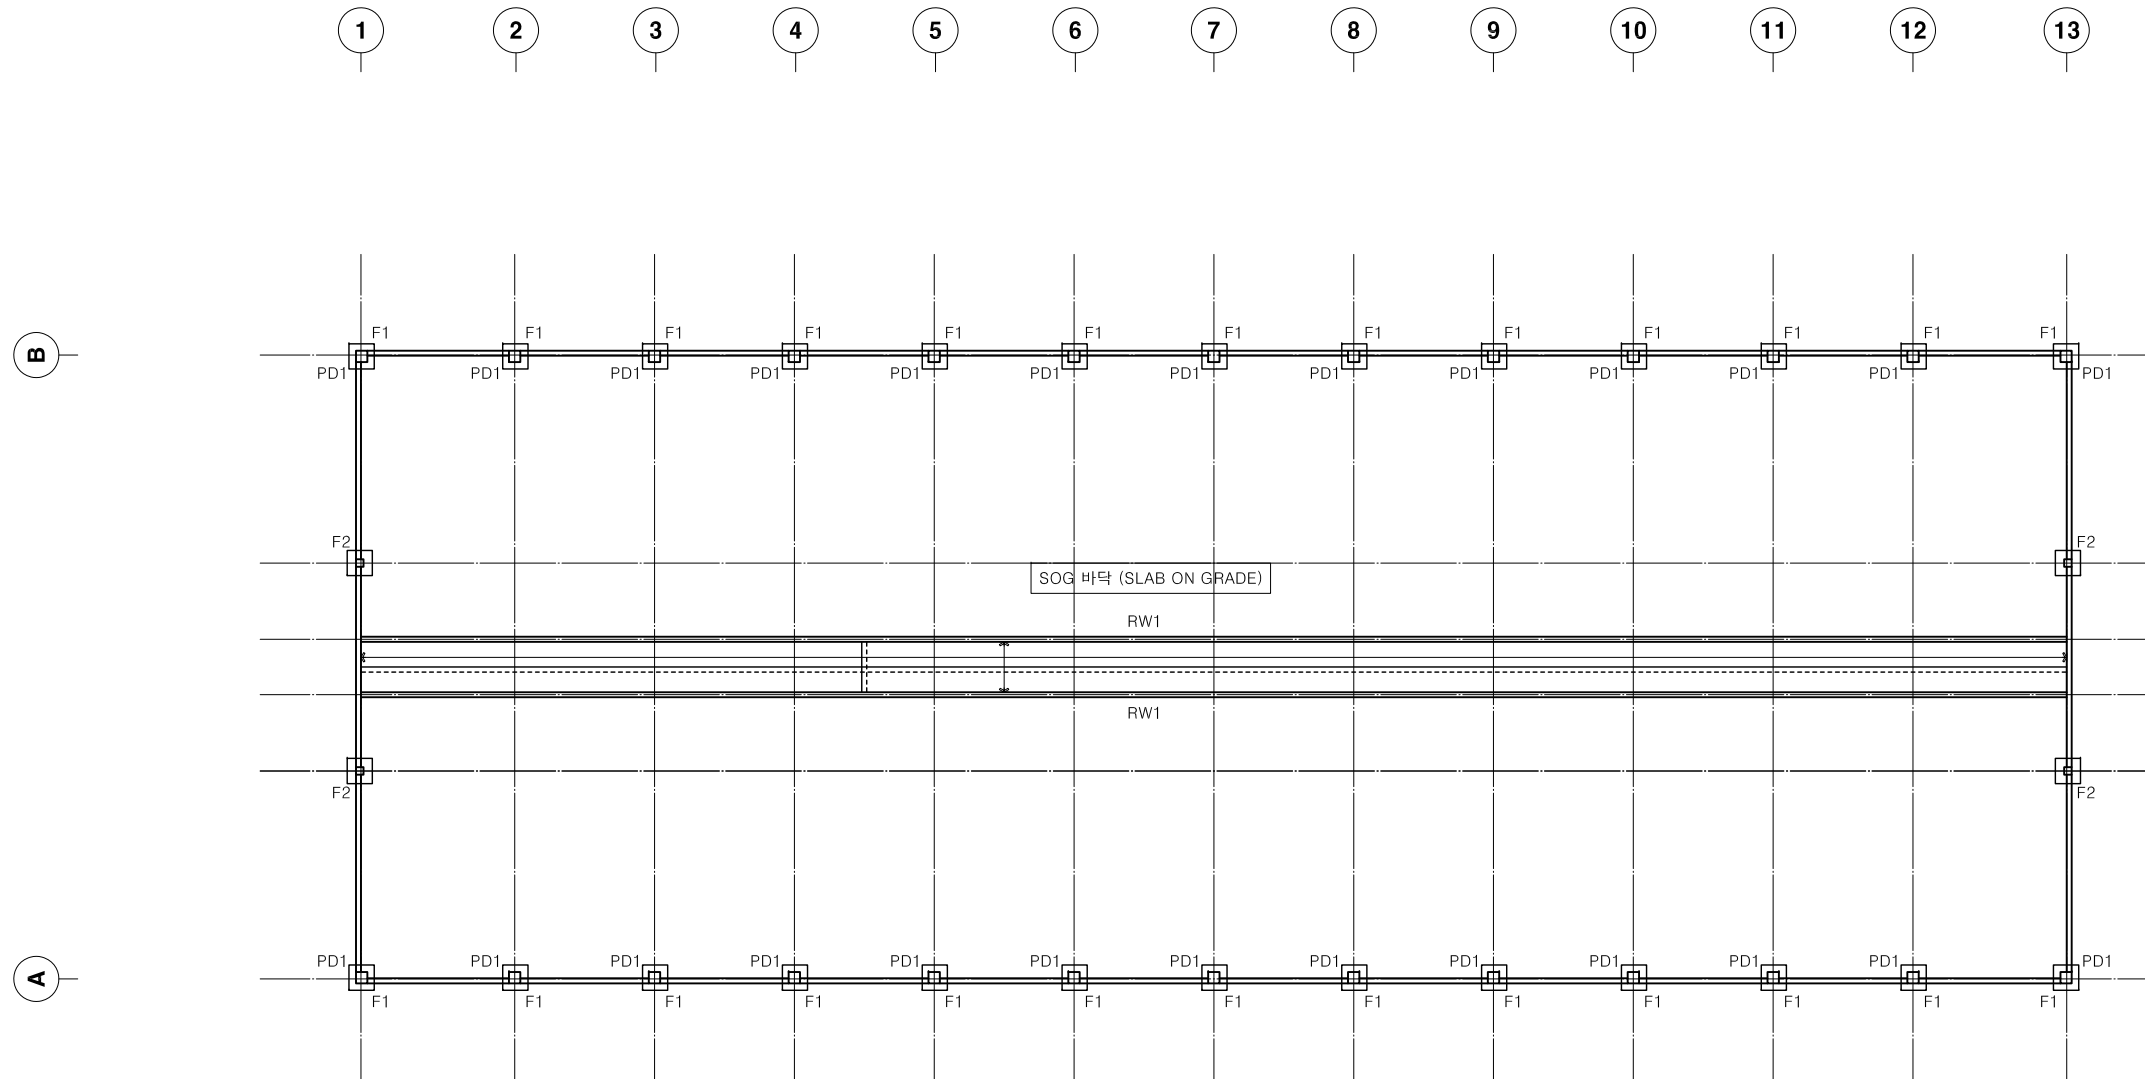 1 2 3 4 5 6 7 8 9 10 11 12 13
F1 F1 F1 F1 F1 F1 F1 F1 F1 F1 F1 F1 F1
B
PD1 PD1 PD1 PD1 PD1 PD1 PD1 PD1 PD1 PD1 PD1 PD1 PD1
F2 F2
SOG 바닥 (SLAB ON GRADE)
RW1
RW1
F2 F2
PD1 PD1 PD1 PD1 PD1 PD1 PD1 PD1 PD1 PD1 PD1 PD1 PD1
A
F1 F1 F1 F1 F1 F1 F1 F1 F1 F1 F1 F1 F1